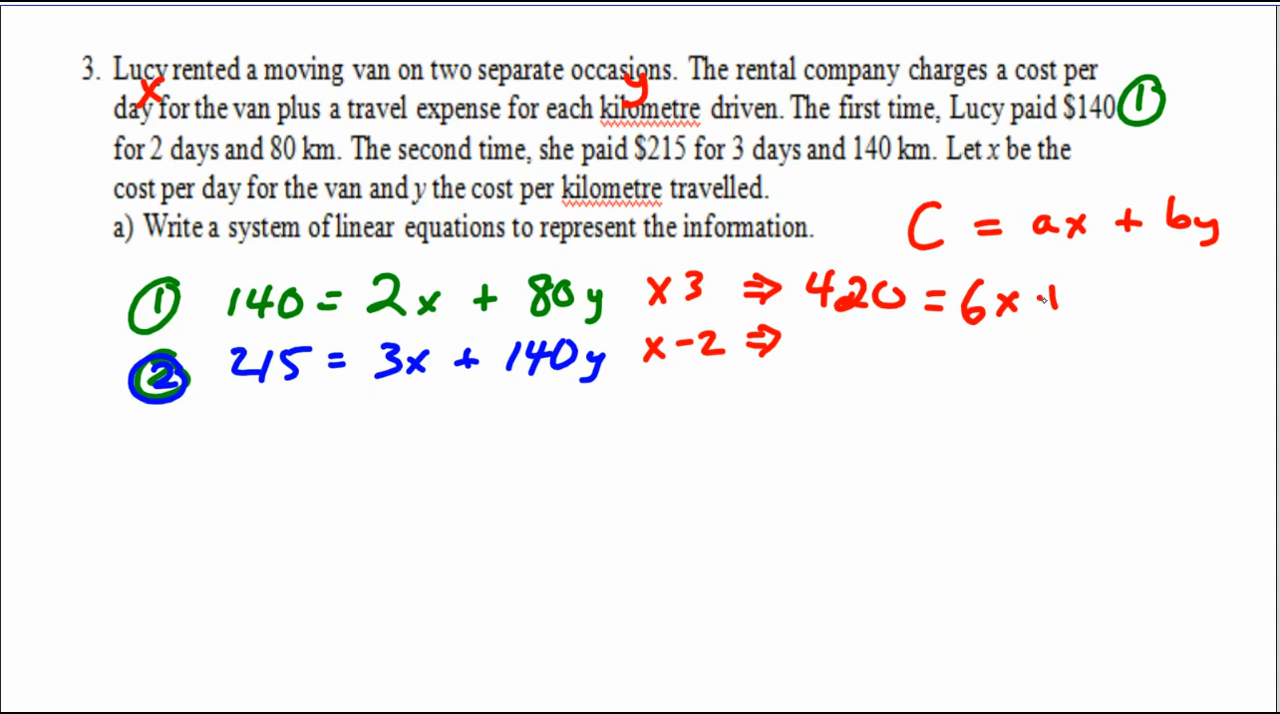 3. Lucy rented a moving van on two separate occasions. The rental company charges a cost per
x y
day for the van plus a travel expense for each kilometre driven. The first time, Lucy paid $140 ①
for 2 days and 80 km. The second time, she paid $215 for 3 days and 140 km. Let x be the
cost per day for the van and y the cost per kilometre travelled.
a) Write a system of linear equations to represent the information.
C = ax + by
① 140 = 2x + 80y x 3 ⇒ 420 = 6x
② 215 = 3x + 140y x -2 ⇒